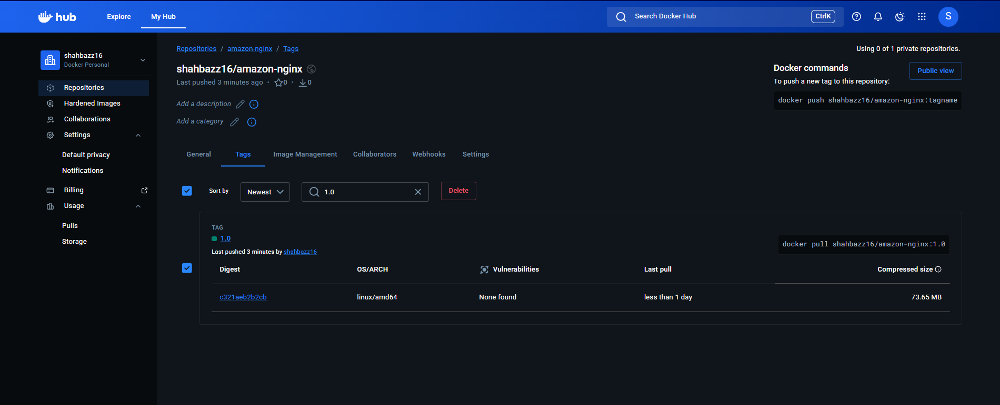 hub
Explore
My Hub
Search Docker Hub
CtrlK
S
shahbazz16
Docker Personal
Repositories
Hardened Images
Collaborations
Settings
Default privacy
Notifications
Billing
Usage
Pulls
Storage
Repositories / amazon-nginx / Tags
Using 0 of 1 private repositories.
shahbazz16/amazon-nginx
Last pushed 3 minutes ago · 0 · 0
Add a description
Add a category
Docker commands
Public view
To push a new tag to this repository:
docker push shahbazz16/amazon-nginx:tagname
General
Tags
Image Management
Collaborators
Webhooks
Settings
Sort by
Newest
1.0
Delete
TAG
1.0
Last pushed 3 minutes by shahbazz16
docker pull shahbazz16/amazon-nginx:1.0
Digest OS/ARCH Vulnerabilities Last pull Compressed size
c321aeb2b2cb linux/amd64 None found less than 1 day 73.65 MB